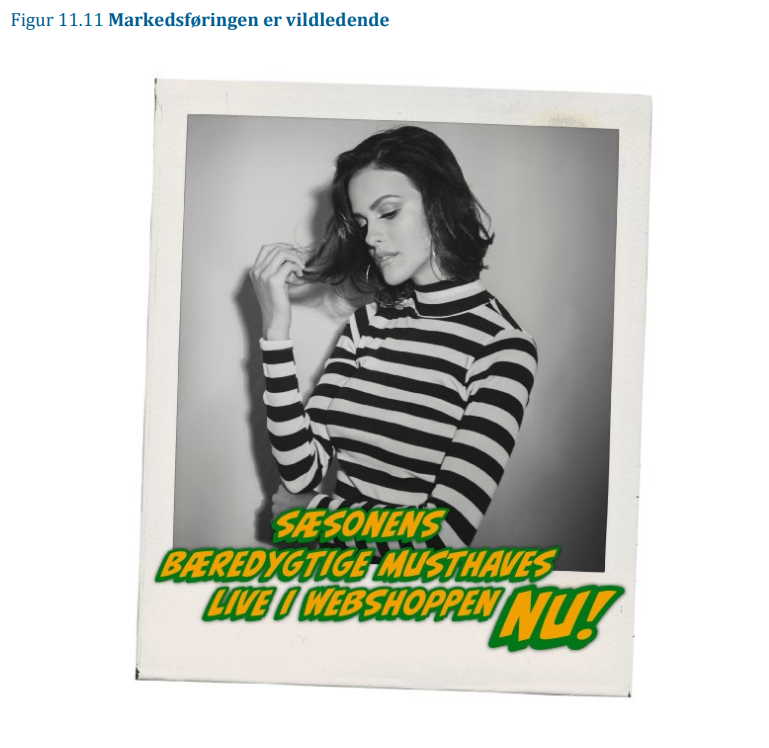 Figur 11.11 Markedsføringen er vildledende
SÆSONENS
BÆREDYGTIGE MUSTHAVES
LIVE I WEBSHOPPEN NU!